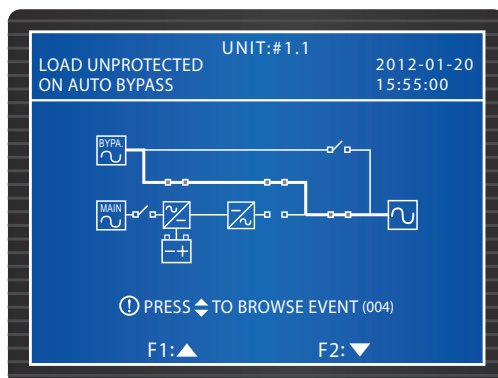 UNIT:#1.1
LOAD UNPROTECTED
2012-01-20
ON AUTO BYPASS
15:55:00
BYPA.
MAIN
PRESS TO BROWSE EVENT (004)
F1:
F2: